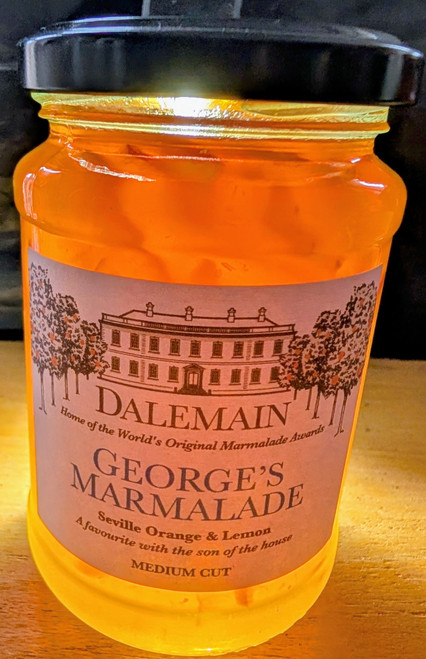 DALEMAIN
Home of the World's Original Marmalade Awards
GEORGE'S
MARMALADE
Seville Orange & Lemon
A favourite with the son of the house
MEDIUM CUT